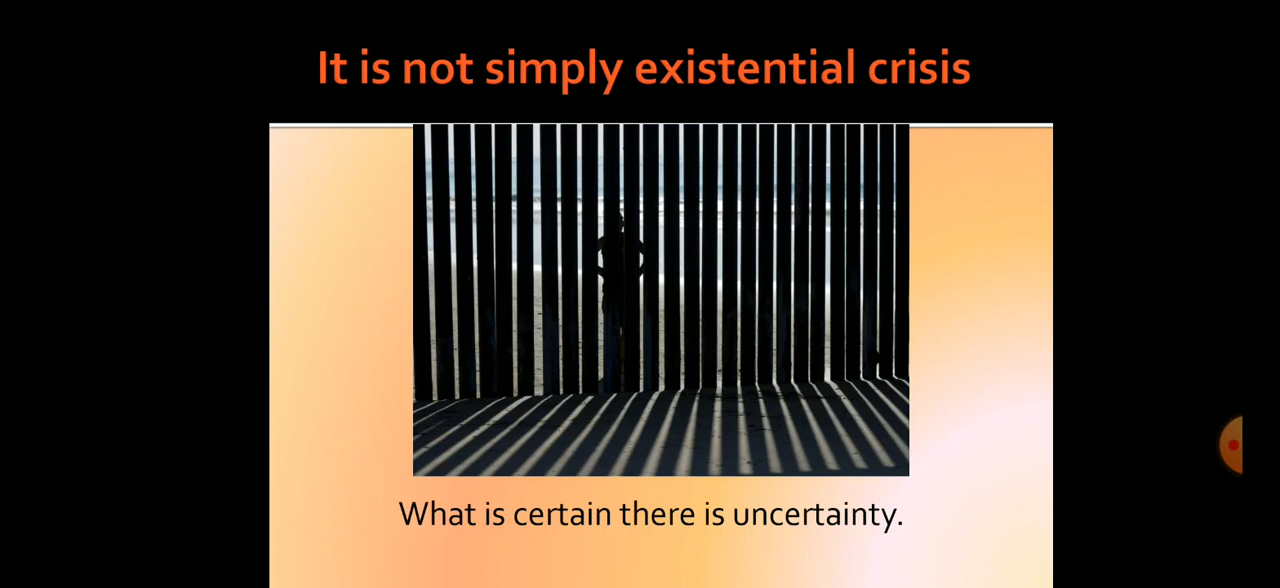 It is not simply existential crisis
What is certain there is uncertainty.